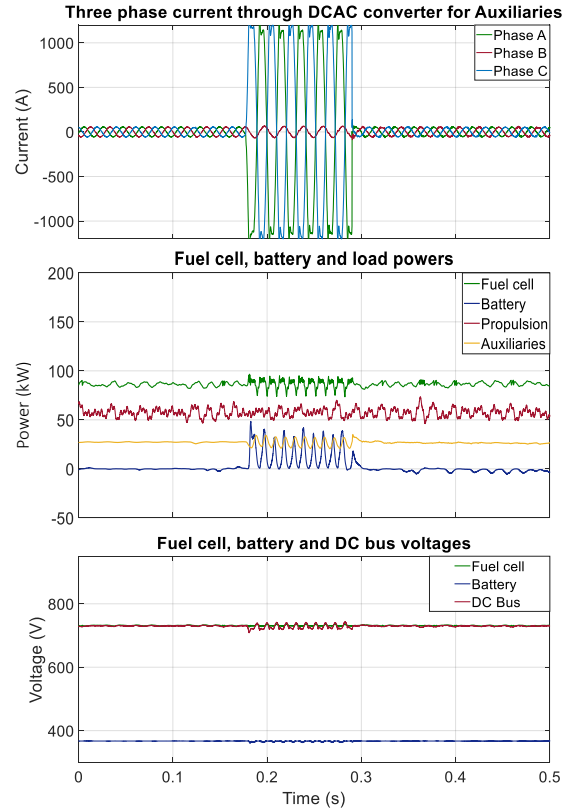 Three phase current through DCAC converter for Auxiliaries
1000
500
0
-500
-1000
Current (A)
Phase A
Phase B
Phase C
Fuel cell, battery and load powers
200
150
100
50
0
-50
Power (kW)
Fuel cell
Battery
Propulsion
Auxiliaries
Fuel cell, battery and DC bus voltages
800
600
400
Voltage (V)
Fuel cell
Battery
DC Bus
0 0.1 0.2 0.3 0.4 0.5
Time (s)